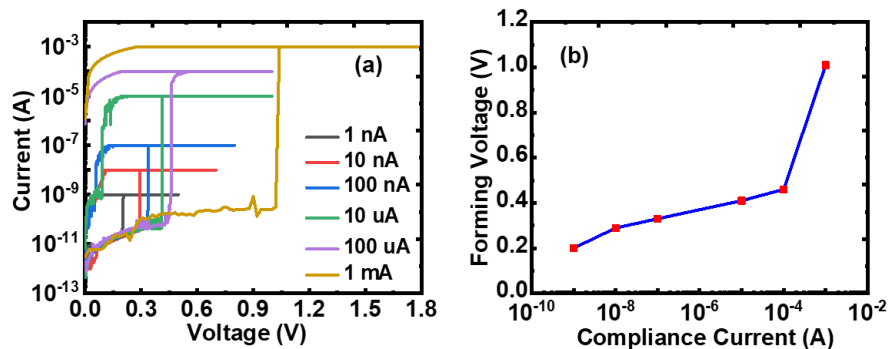 (a)
Current (A)
10⁻³
10⁻⁵
10⁻⁷
10⁻⁹
10⁻¹¹
10⁻¹³
1 nA
10 nA
100 nA
10 uA
100 uA
1 mA
0.0 0.3 0.6 0.9 1.2 1.5 1.8
Voltage (V)
(b)
Forming Voltage (V)
1.2
1.0
0.8
0.6
0.4
0.2
0.0
10⁻¹⁰ 10⁻⁸ 10⁻⁶ 10⁻⁴ 10⁻²
Compliance Current (A)